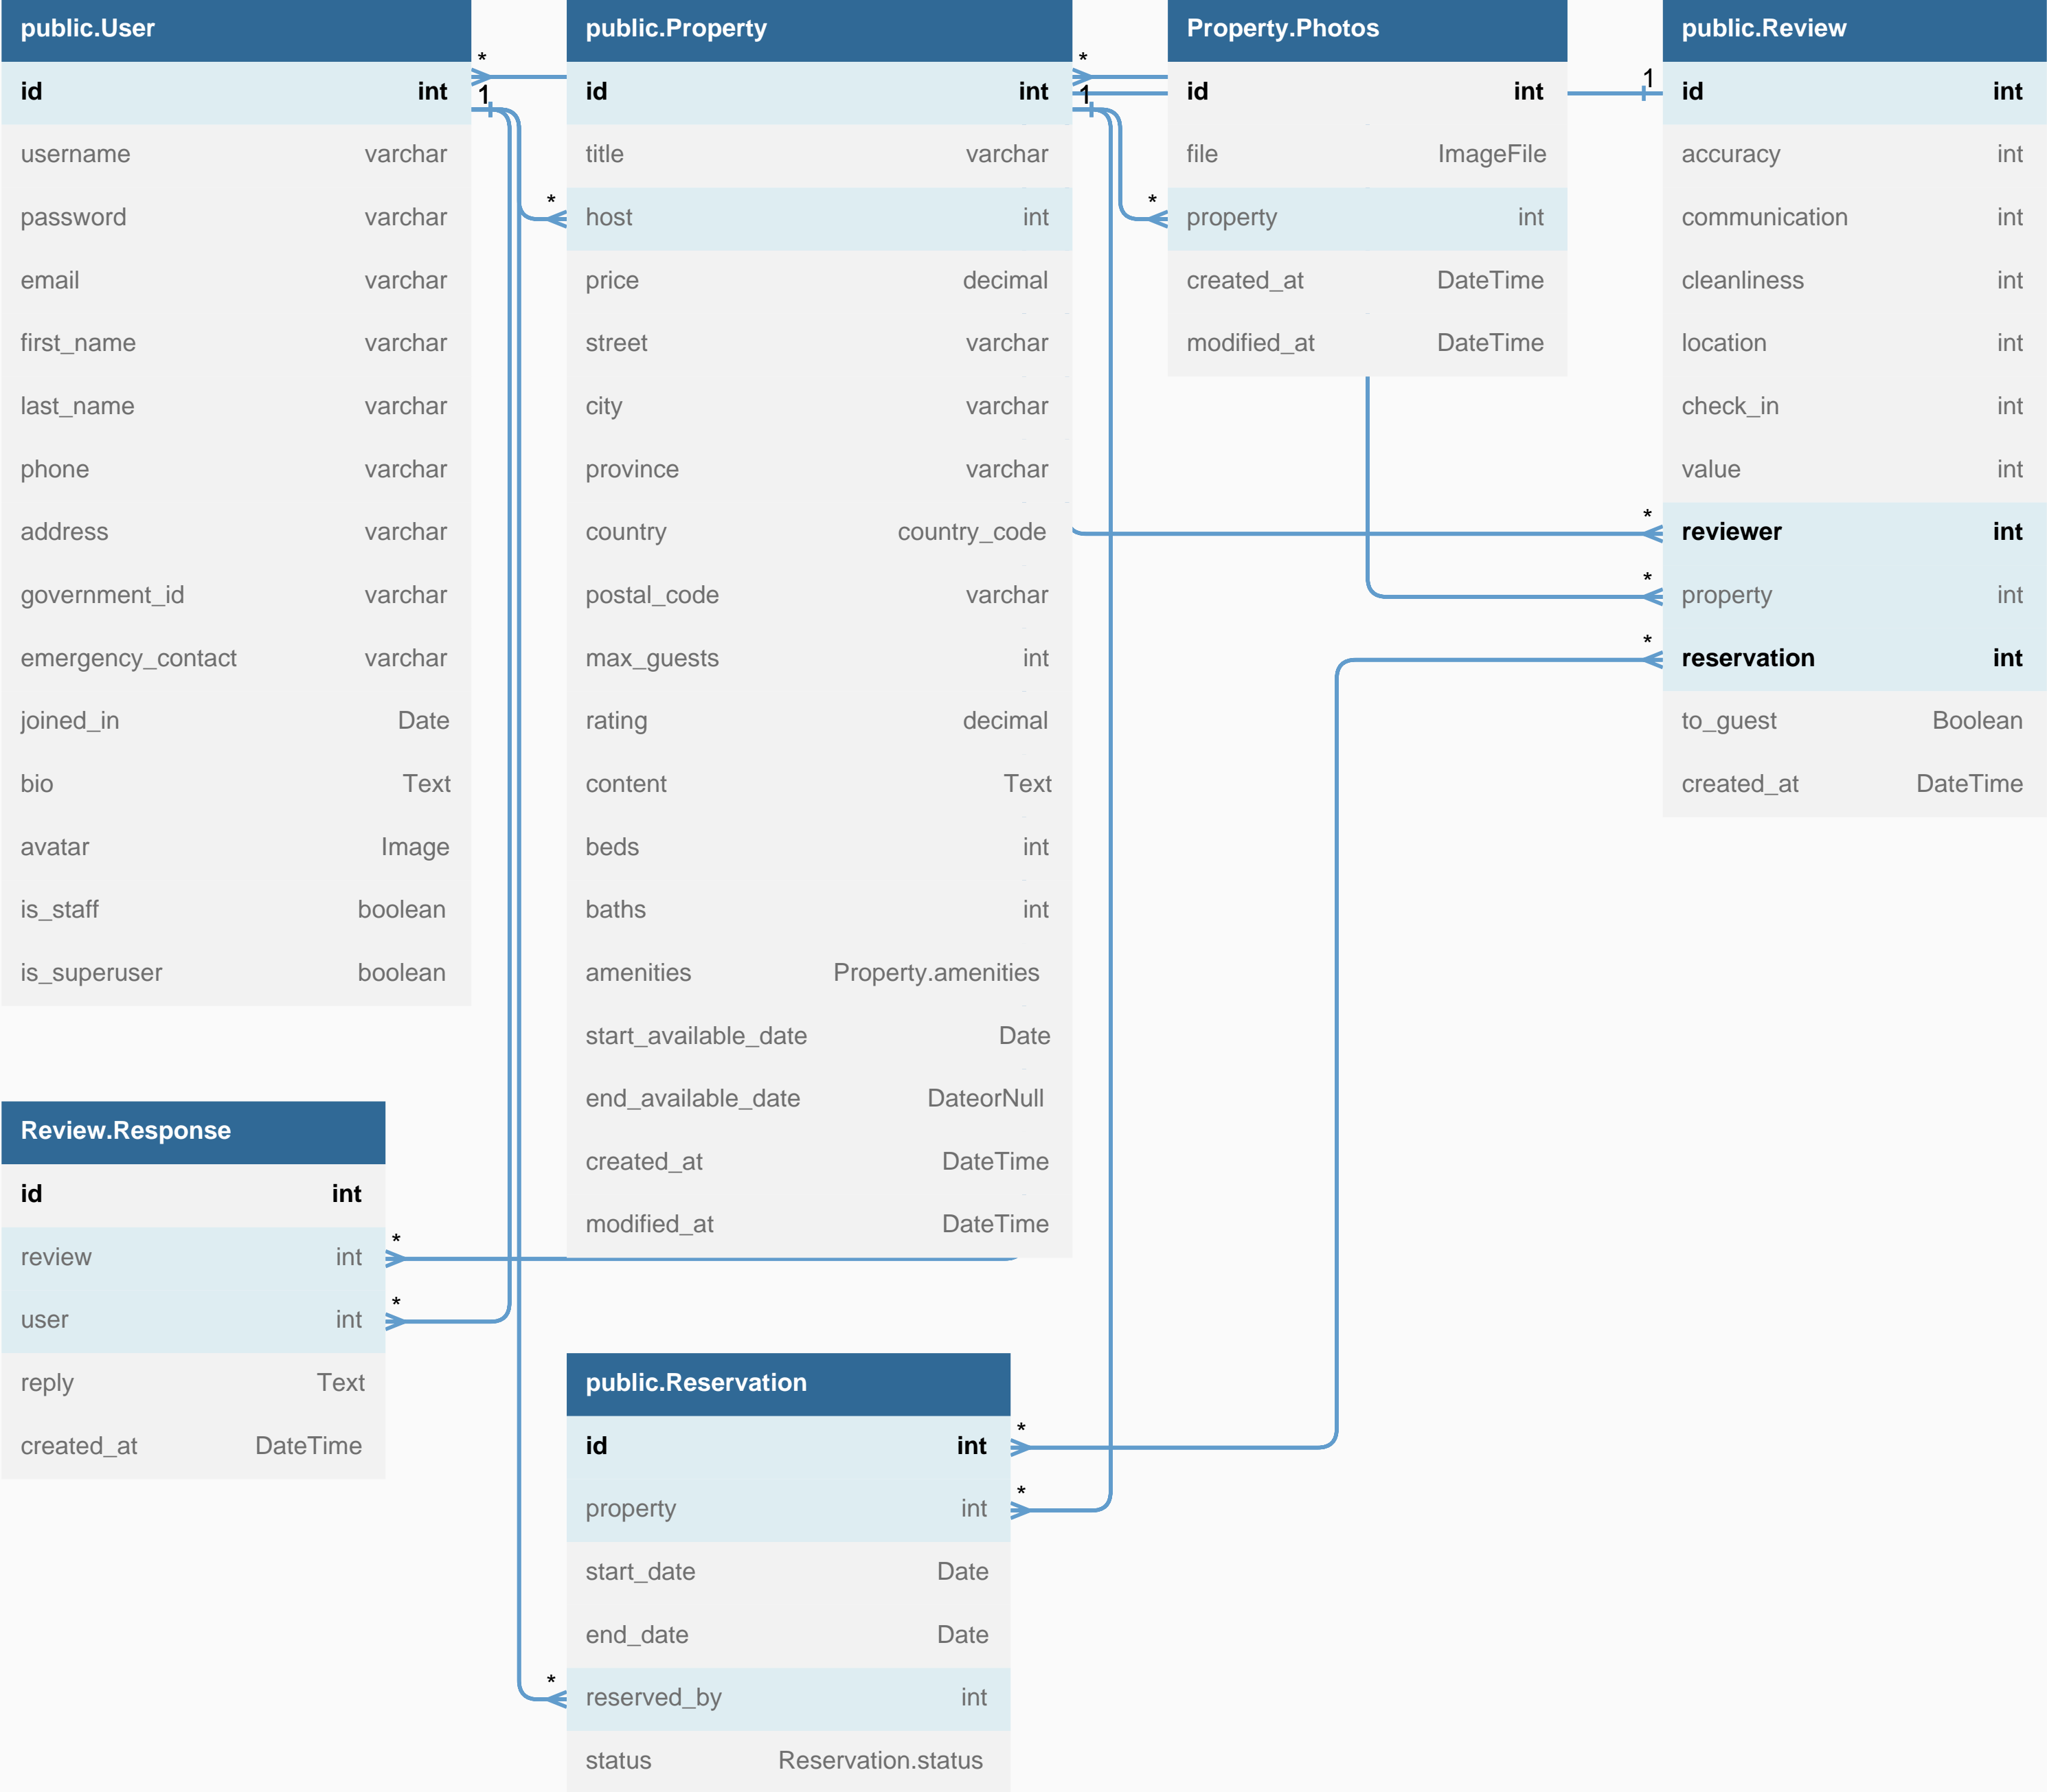 public.User
id int
username varchar
password varchar
email varchar
first_name varchar
last_name varchar
phone varchar
address varchar
government_id varchar
emergency_contact varchar
joined_in Date
bio Text
avatar Image
is_staff boolean
is_superuser boolean
*
1
*
public.Property
id int
title varchar
host int
price decimal
street varchar
city varchar
province varchar
country country_code
postal_code varchar
max_guests int
rating decimal
content Text
beds int
baths int
amenities Property.amenities
start_available_date Date
end_available_date DateorNull
created_at DateTime
modified_at DateTime
*
1
*
Property.Photos
id int
file ImageFile
property int
created_at DateTime
modified_at DateTime
1
*
*
*
public.Review
id int
accuracy int
communication int
cleanliness int
location int
check_in int
value int
reviewer int
property int
reservation int
to_guest Boolean
created_at DateTime
Review.Response
id int
review int
user int
reply Text
created_at DateTime
*
*
*
public.Reservation
id int
property int
start_date Date
end_date Date
reserved_by int
status Reservation.status
*
*